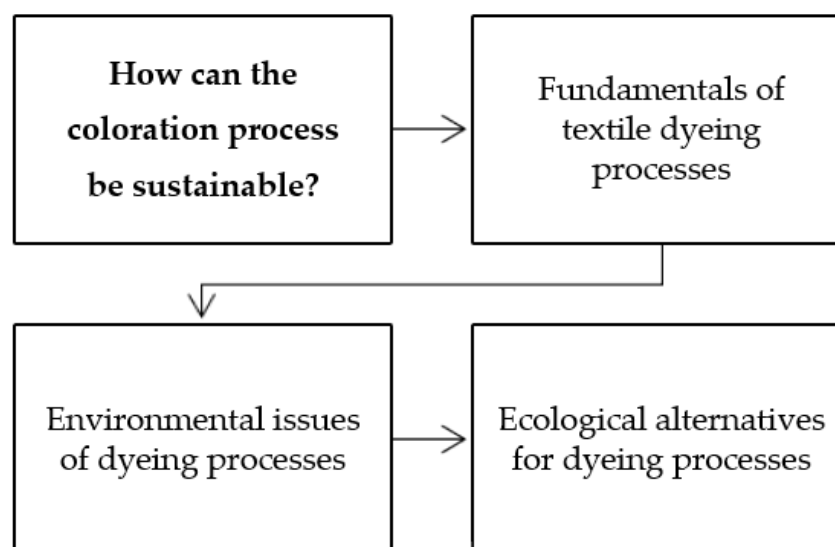 How can the
coloration process
be sustainable?
Fundamentals of
textile dyeing
processes
Environmental issues
of dyeing processes
Ecological alternatives
for dyeing processes